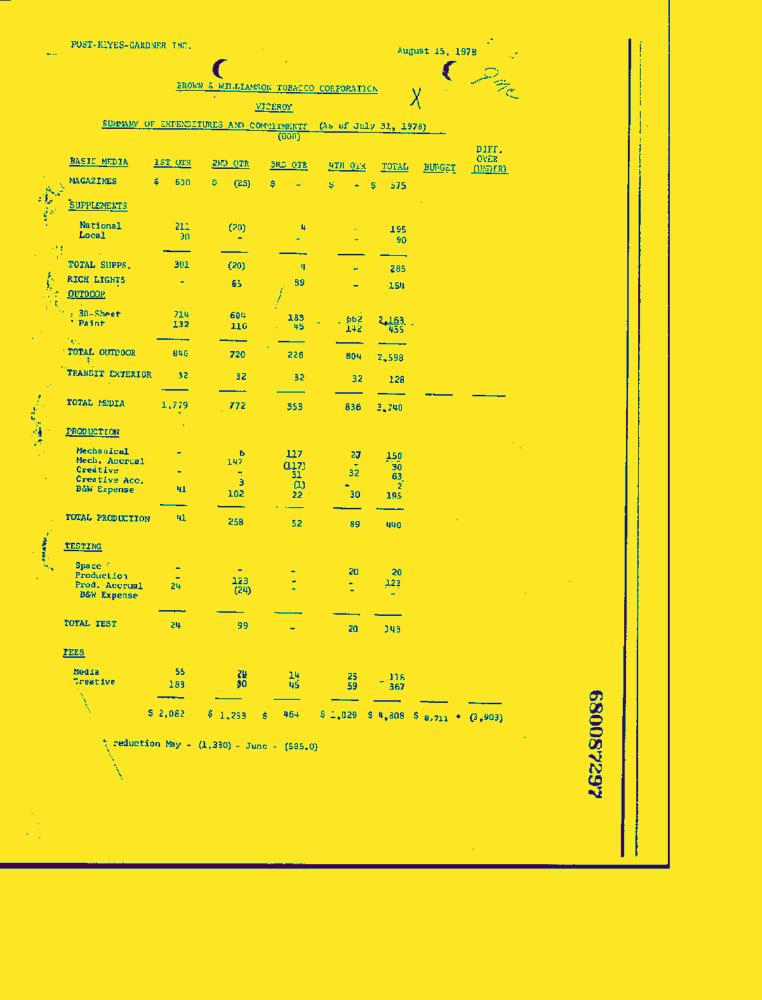 POST-KEYES-GARDNER INC.
August 15, 1978
BROWN & WILLIAMSON TOBACCO CORPORATION
X
VICEROY
SUMMARY OF EXPENDITURES AND COMMITMENT (As of July 31, 1978)
(000)
BASIC MEDIA 1ST QTR 2ND QTR 3RD QTR 4TH QTR TOTAL BUDGET DIFF. OVER (UNDER)
MAGAZINES $ 600 $ (25) $ - $ - $ 575
SUPPLEMENTS
National 211 (20) 4 - 195
Local 90 - - - 90
TOTAL SUPPS. 301 (20) 4 - 285
RICH LIGHTS - 65 89 - 154
OUTDOOR
30-Sheet 714 604 183 662 2,163
Paint 132 116 45 142 435
TOTAL OUTDOOR 846 720 228 804 2,598
TRANSIT EXTERIOR 32 32 32 32 128
TOTAL MEDIA 1,779 772 353 836 3,740
PRODUCTION
Mechanical - 6 117 27 150
Mech. Accrual 147 (117) - 30
Creative - - 31 32 63
Creative Acc. 3 (1) - 2
B&W Expense 41 102 22 30 195
TOTAL PRODUCTION 41 258 52 89 440
TESTING
Space - - - 20 20
Production - 123 - - 123
Prod. Accrual 24 (24) - - -
B&W Expense
TOTAL TEST 24 99 - 20 143
FEES
Media 55 24 14 25 118
Creative 183 80 45 59 367
$ 2,082 $ 1,233 $ 464 $ 1,029 $ 4,808 $ 8,711 * (3,903)
* reduction May - (1,330) - June - (585.0)
680087297